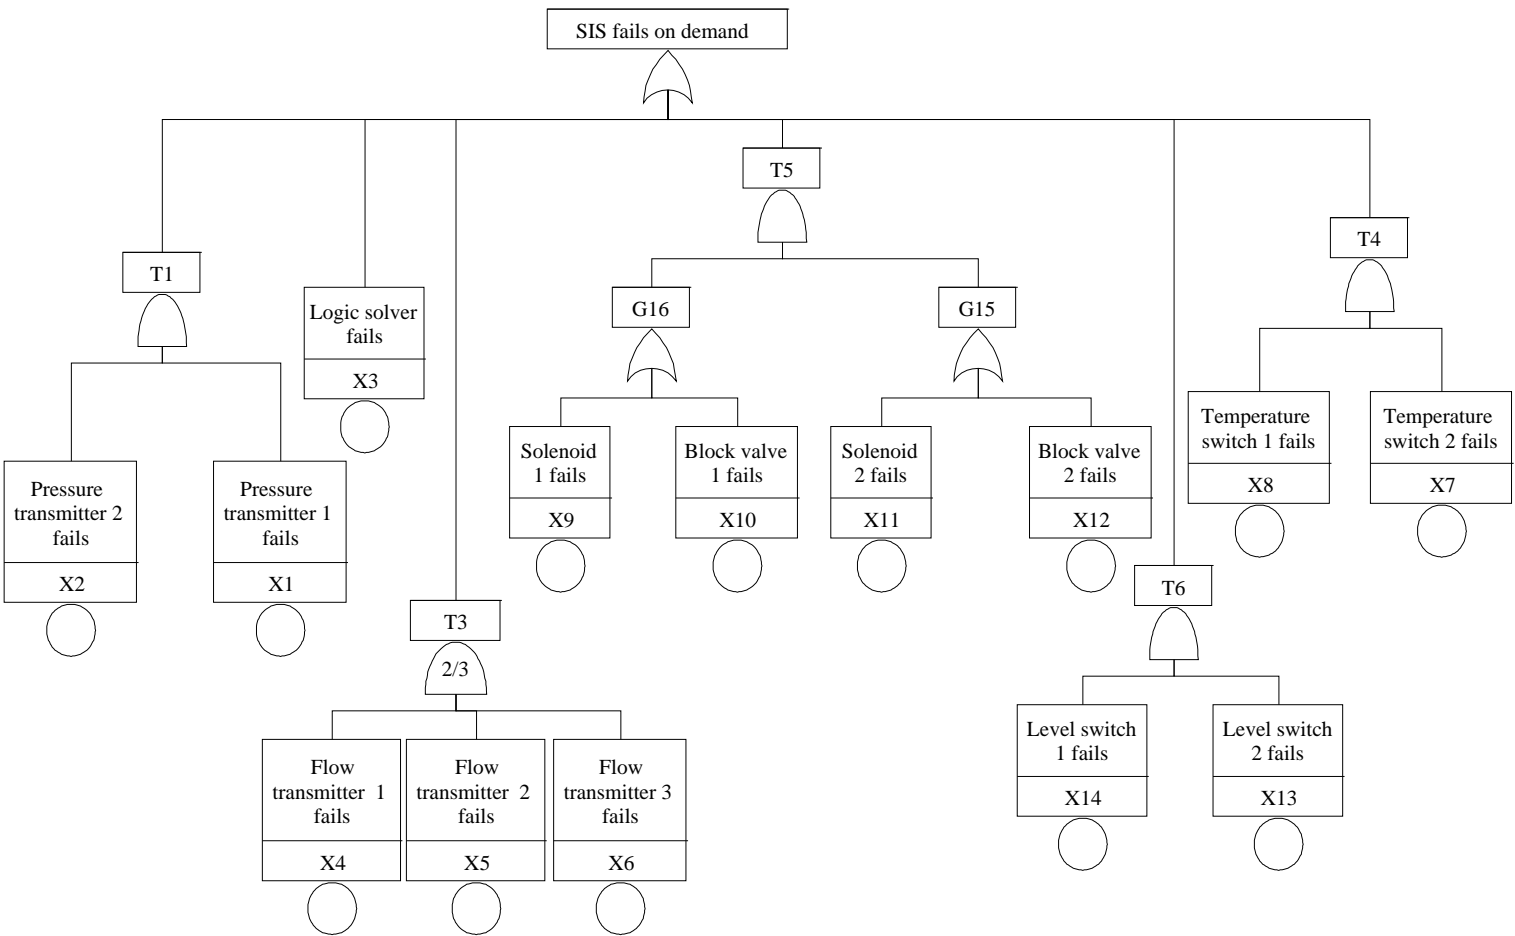 SIS fails on demand
T5
T4
T1
G16
G15
Logic solver
fails
X3
Temperature
switch 1 fails
X8
Temperature
switch 2 fails
X7
Solenoid
1 fails
X9
Block valve
1 fails
X10
Solenoid
2 fails
X11
Block valve
2 fails
X12
Pressure
transmitter 2
fails
X2
Pressure
transmitter 1
fails
X1
T6
T3
2/3
Level switch
1 fails
X14
Level switch
2 fails
X13
Flow
transmitter 1
fails
X4
Flow
transmitter 2
fails
X5
Flow
transmitter 3
fails
X6